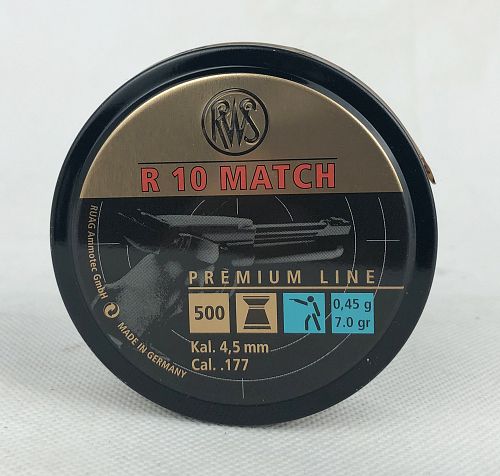 RWS
R 10 MATCH
PREMIUM LINE
500
0,45 g
7.0 gr
Kal. 4,5 mm
Cal. .177
RUAG Ammotec GmbH
MADE IN GERMANY